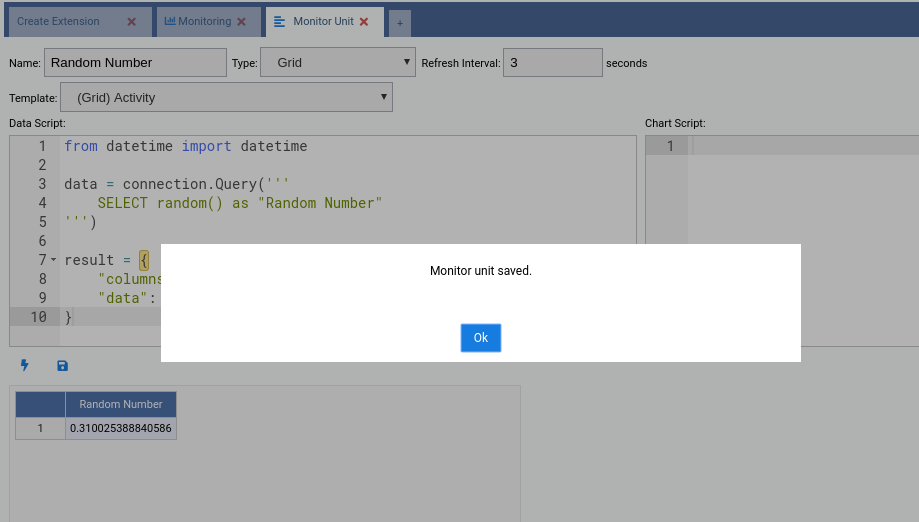 Create Extension
Monitoring
Monitor Unit
+
Name: Random Number Type: Grid Refresh Interval: 3 seconds
Template: (Grid) Activity
Data Script:
Chart Script:
1 from datetime import datetime
2
3 data = connection.Query('''
4 SELECT random() as "Random Number"
5 ''')
6
7 result = {
8 "columns
9 "data":
10 }
1
Monitor unit saved.
Ok
Random Number
1 0.310025388840586